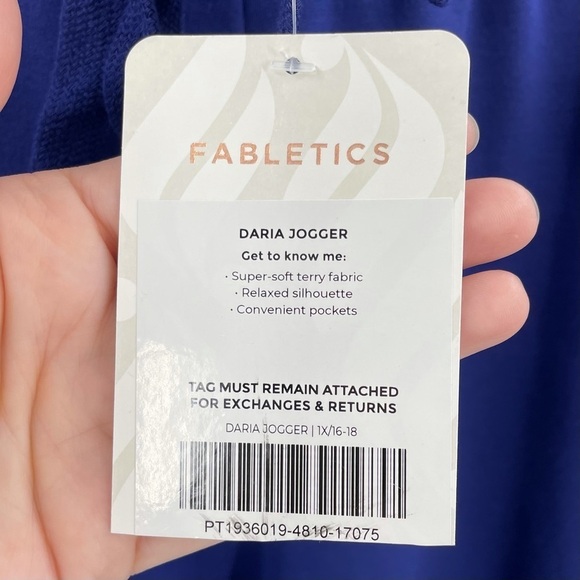 FABLETICS
DARIA JOGGER
Get to know me:
• Super-soft terry fabric
• Relaxed silhouette
• Convenient pockets
TAG MUST REMAIN ATTACHED
FOR EXCHANGES & RETURNS
DARIA JOGGER | 1X/16-18
PT1936019-4810-17075